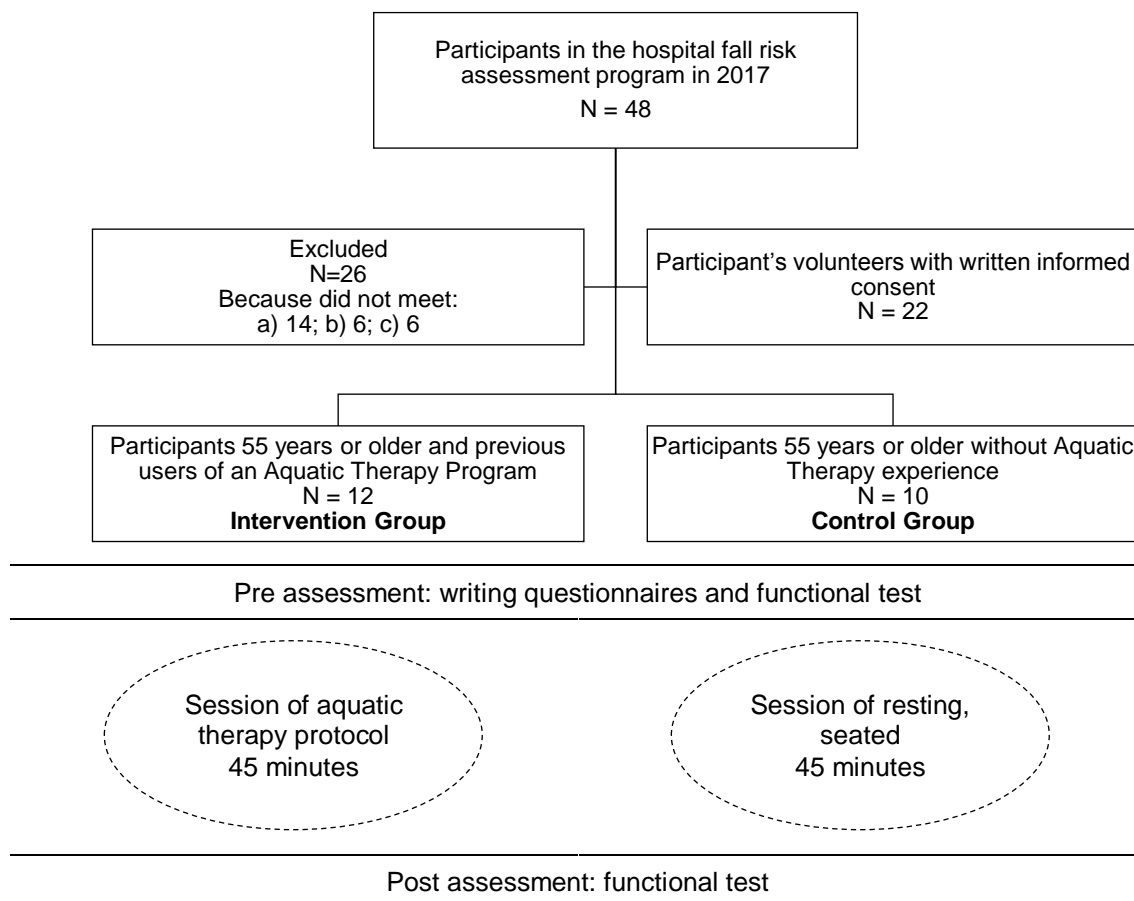 Participants in the hospital fall risk
assessment program in 2017
N = 48
Excluded
N=26
Because did not meet:
a) 14; b) 6; c) 6
Participant’s volunteers with written informed
consent
N = 22
Participants 55 years or older and previous
users of an Aquatic Therapy Program
N = 12
Intervention Group
Participants 55 years or older without Aquatic
Therapy experience
N = 10
Control Group
Pre assessment: writing questionnaires and functional test
Session of aquatic
therapy protocol
45 minutes
Session of resting,
seated
45 minutes
Post assessment: functional test